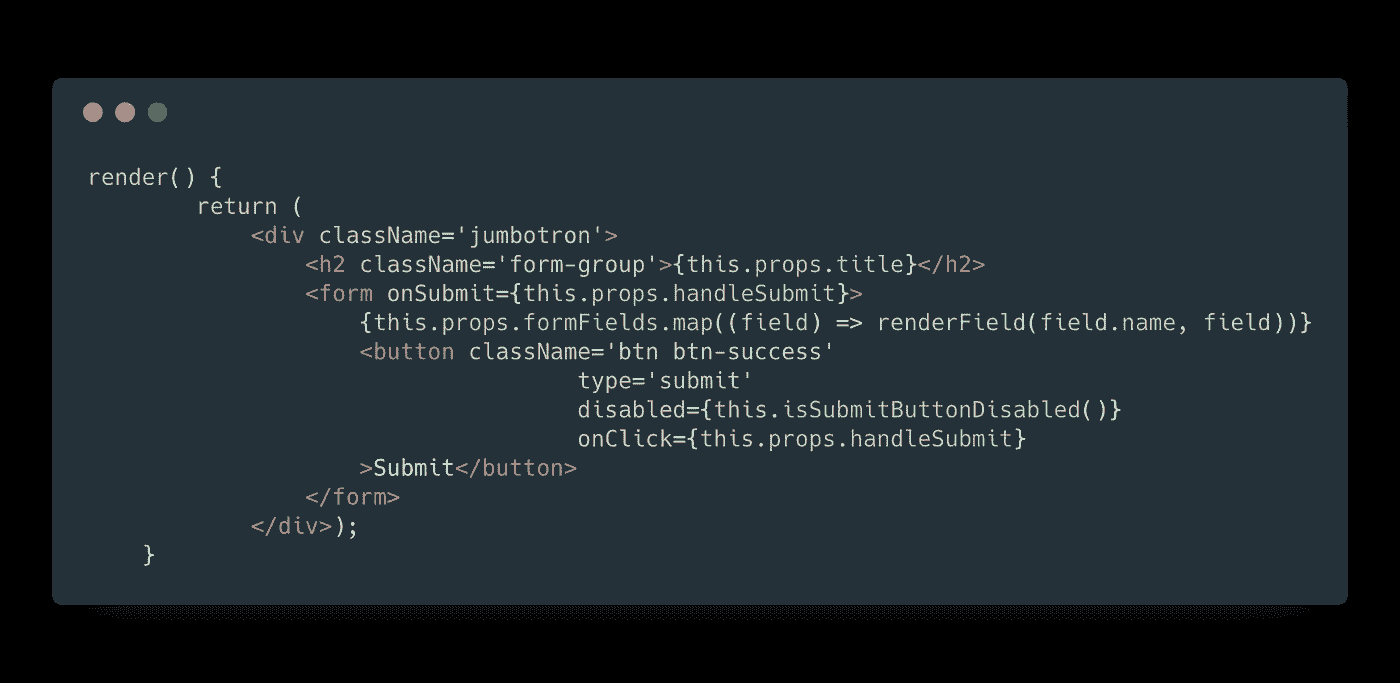 render() {
        return (
            <div className='jumbotron'>
                <h2 className='form-group'>{this.props.title}</h2>
                <form onSubmit={this.props.handleSubmit}>
                    {this.props.formFields.map((field) => renderField(field.name, field))}
                    <button className='btn btn-success'
                                    type='submit'
                                    disabled={this.isSubmitButtonDisabled()}
                                    onClick={this.props.handleSubmit}
                    >Submit</button>
                </form>
            </div>);
    }